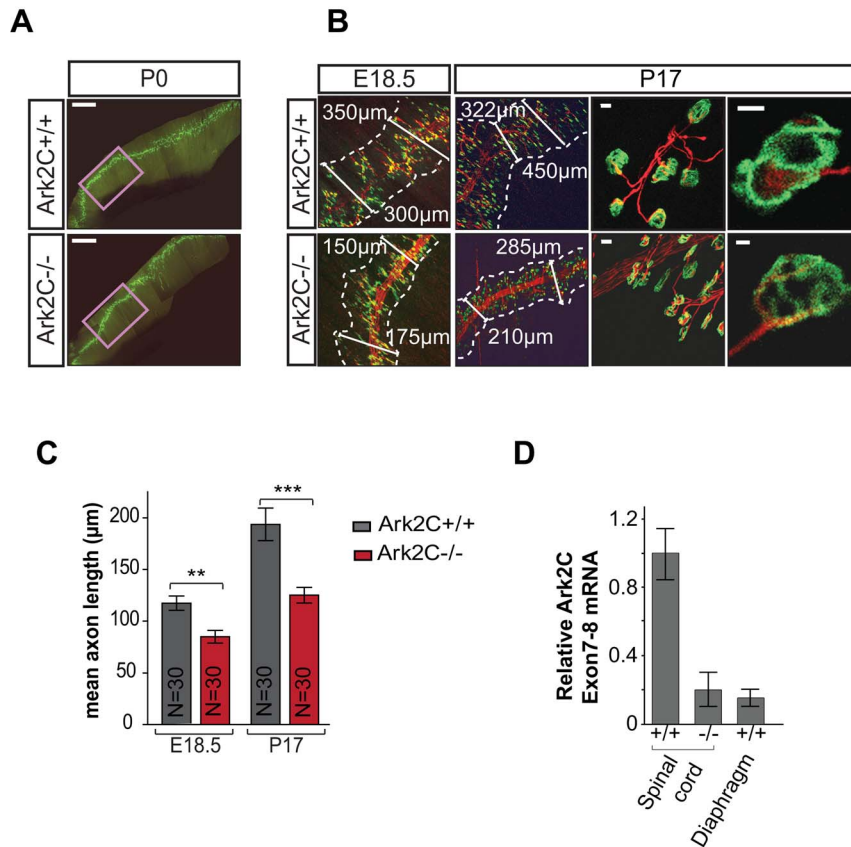 A
P0
Ark2C+/+
Ark2C-/-
B
E18.5
P17
Ark2C+/+
Ark2C-/-
350µm
300µm
322µm
450µm
150µm
175µm
285µm
210µm
C
mean axon length (µm)
200
150
100
50
0
**
***
N=30
N=30
N=30
N=30
E18.5
P17
Ark2C+/+
Ark2C-/-
D
Relative Ark2C
Exon7-8 mRNA
1.2
0.8
0.4
0
+/+
-/-
+/+
Spinal
cord
Diaphragm